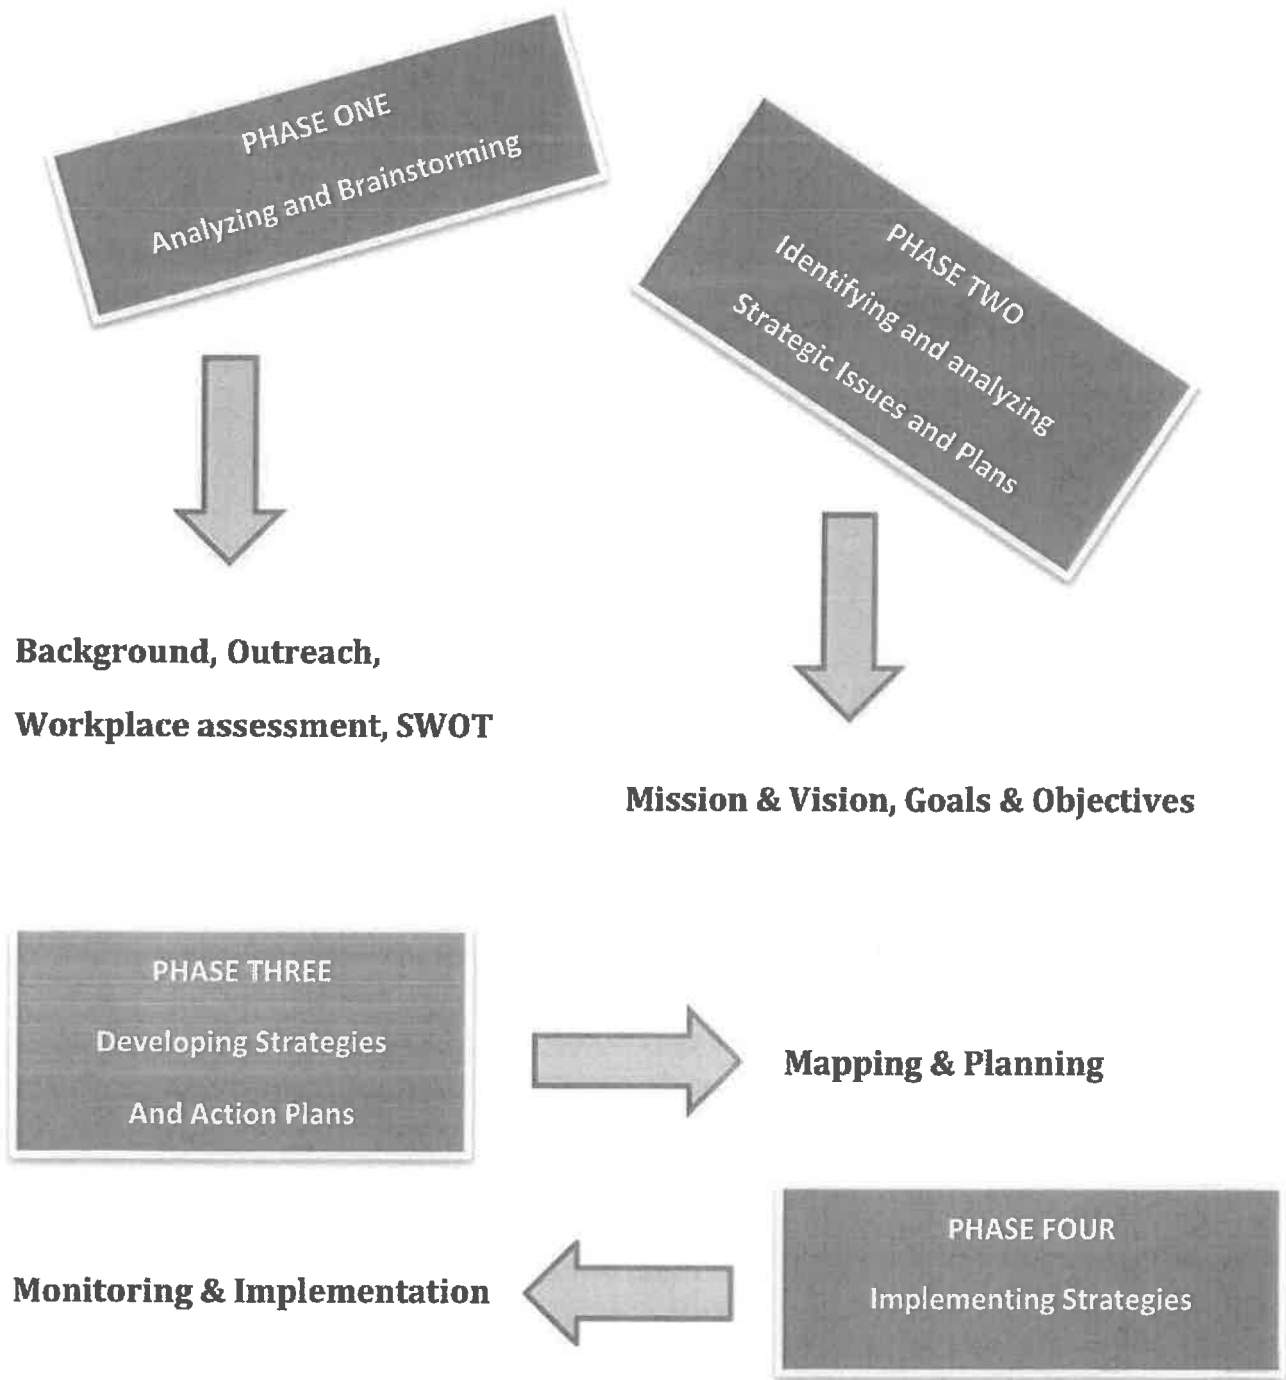 PHASE ONE
Analyzing and Brainstorming
PHASE TWO
Identifying and analyzing
Strategic Issues and Plans
Background, Outreach,
Workplace assessment, SWOT
Mission & Vision, Goals & Objectives
PHASE THREE
Developing Strategies
And Action Plans
Mapping & Planning
PHASE FOUR
Implementing Strategies
Monitoring & Implementation